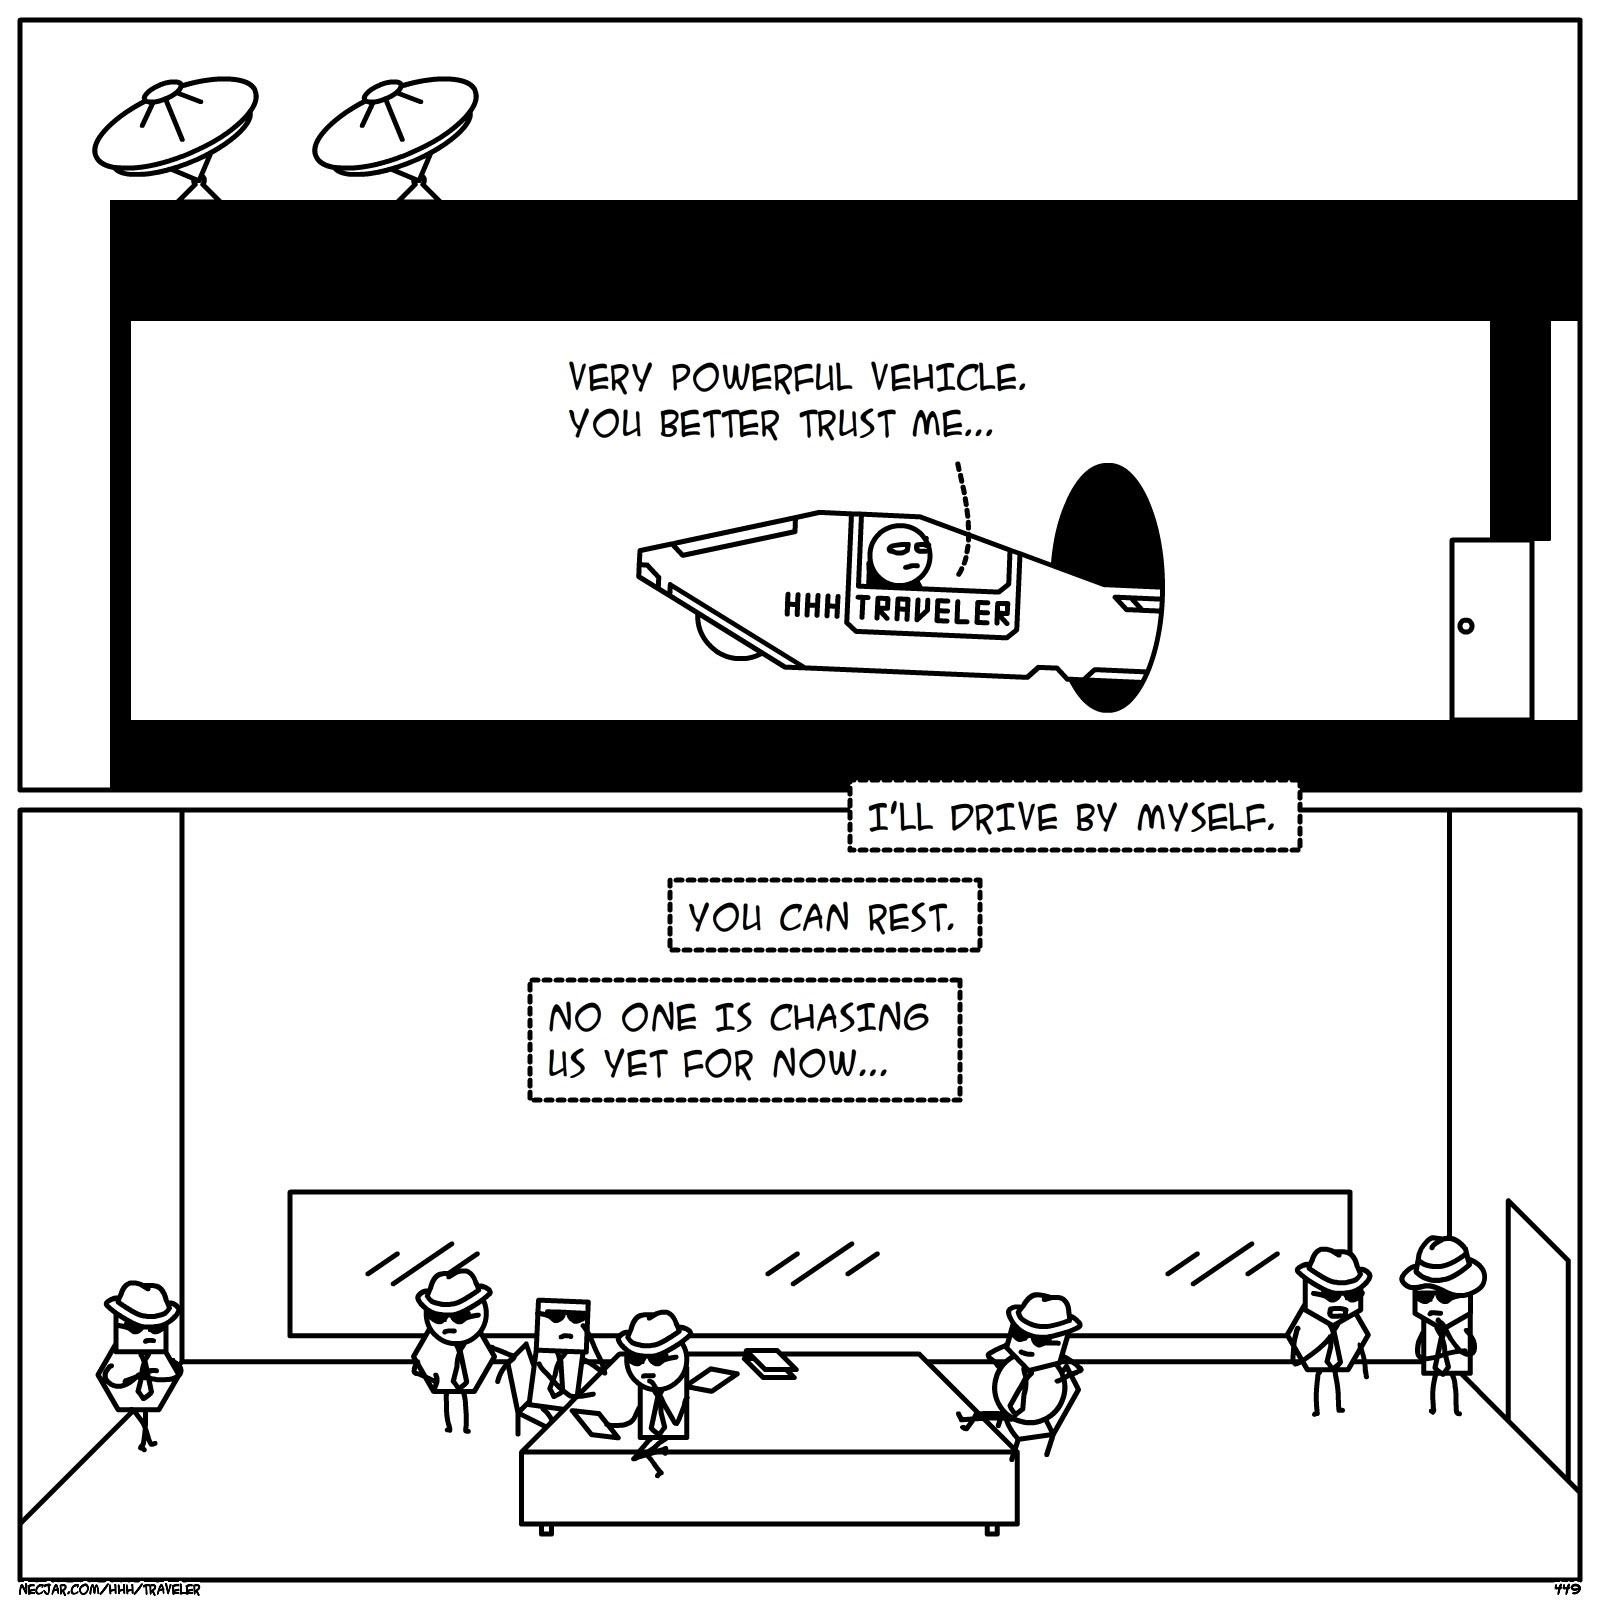 VERY POWERFUL VEHICLE.
YOU BETTER TRUST ME...
HHH TRAVELER
I'LL DRIVE BY MYSELF.
YOU CAN REST.
NO ONE IS CHASING
US YET FOR NOW...
NECJAR.COM/HHH/TRAVELER
449